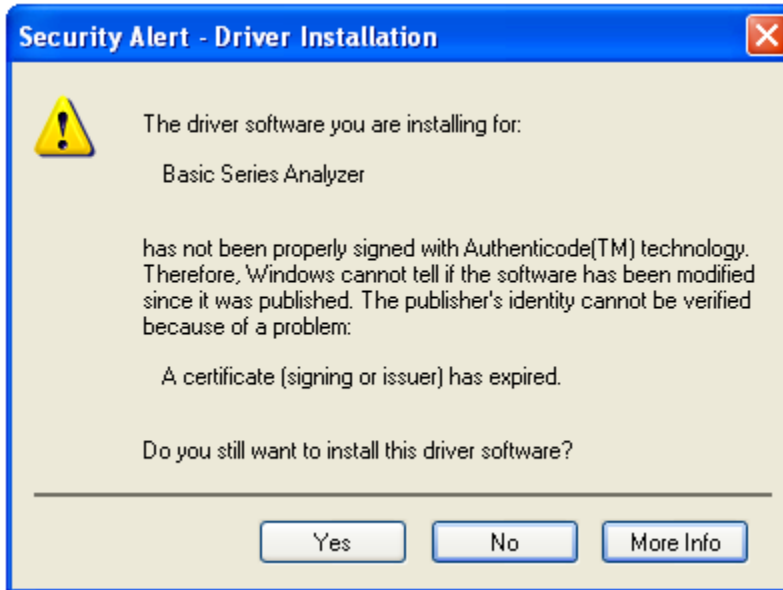 Security Alert - Driver Installation
The driver software you are installing for:
Basic Series Analyzer
has not been properly signed with Authenticode(TM) technology.
Therefore, Windows cannot tell if the software has been modified
since it was published. The publisher's identity cannot be verified
because of a problem:
A certificate (signing or issuer) has expired.
Do you still want to install this driver software?
Yes No More Info